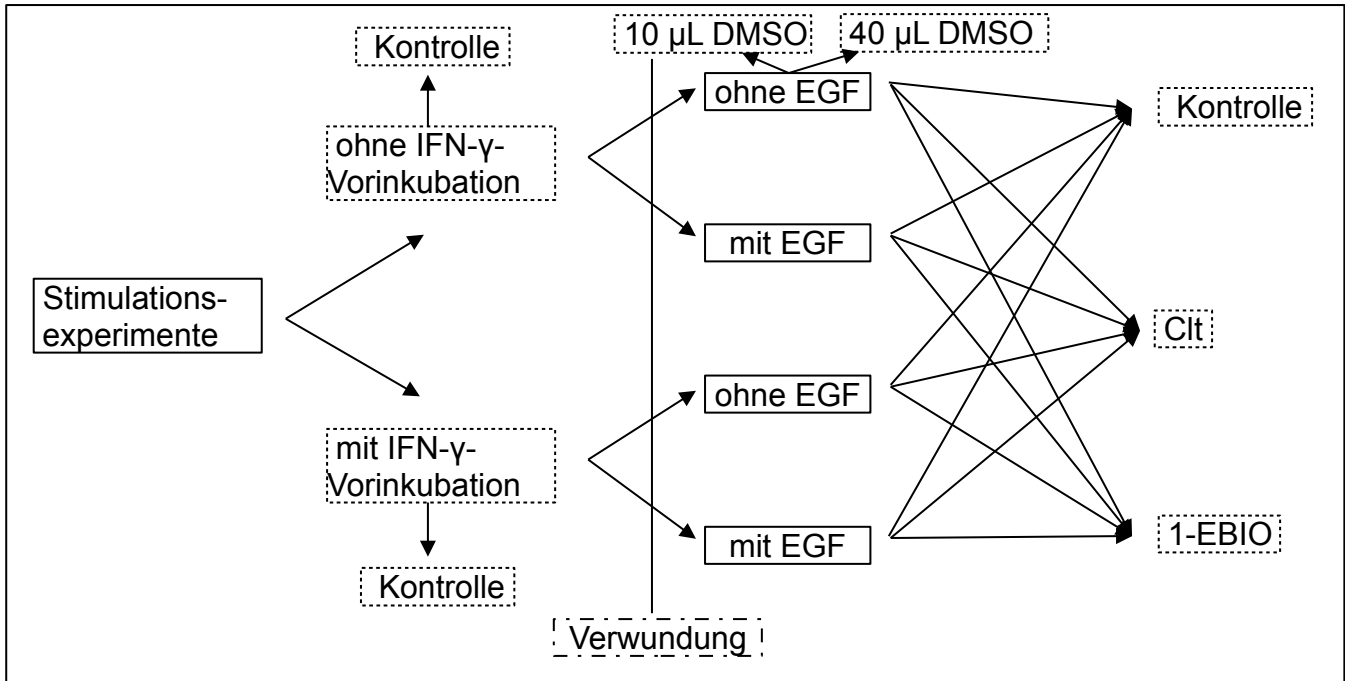 Kontrolle
10 µL DMSO
40 µL DMSO
ohne EGF
Kontrolle
ohne IFN-γ-
Vorinkubation
mit EGF
Stimulations-
experimente
Clt
ohne EGF
mit IFN-γ-
Vorinkubation
mit EGF
1-EBIO
Kontrolle
Verwundung